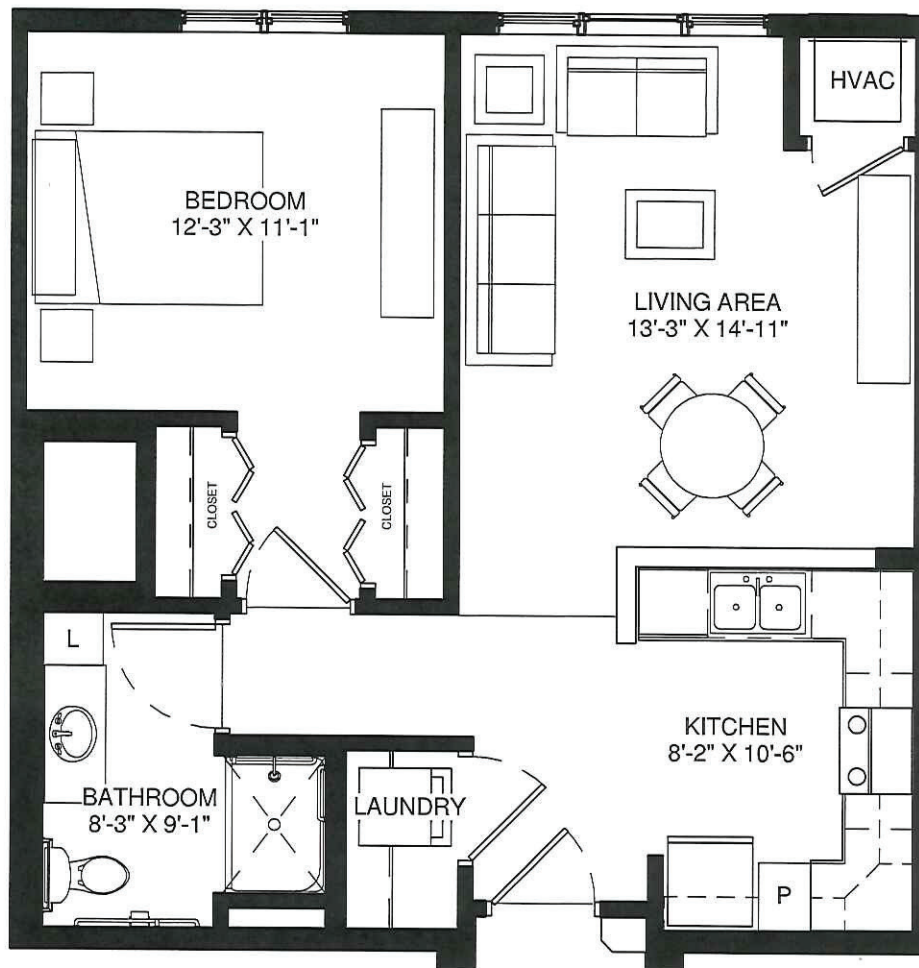 HVAC
BEDROOM
12'-3" X 11'-1"
LIVING AREA
13'-3" X 14'-11"
CLOSET
CLOSET
L
KITCHEN
8'-2" X 10'-6"
BATHROOM
8'-3" X 9'-1"
LAUNDRY
P